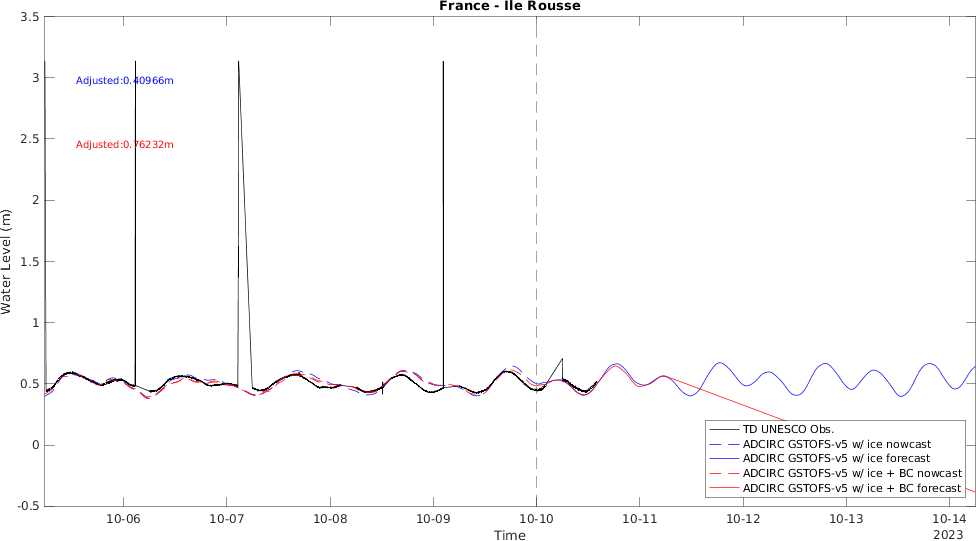 France - Ile Rousse
3.5
3
2.5
2
1.5
1
0.5
0
-0.5
Water Level (m)
Adjusted:0.40966m
Adjusted:0.76232m
TD UNESCO Obs.
ADCIRC GSTOFS-v5 w/ ice nowcast
ADCIRC GSTOFS-v5 w/ ice forecast
ADCIRC GSTOFS-v5 w/ ice + BC nowcast
ADCIRC GSTOFS-v5 w/ ice + BC forecast
10-06 10-07 10-08 10-09 10-10 10-11 10-12 10-13 10-14
Time
2023